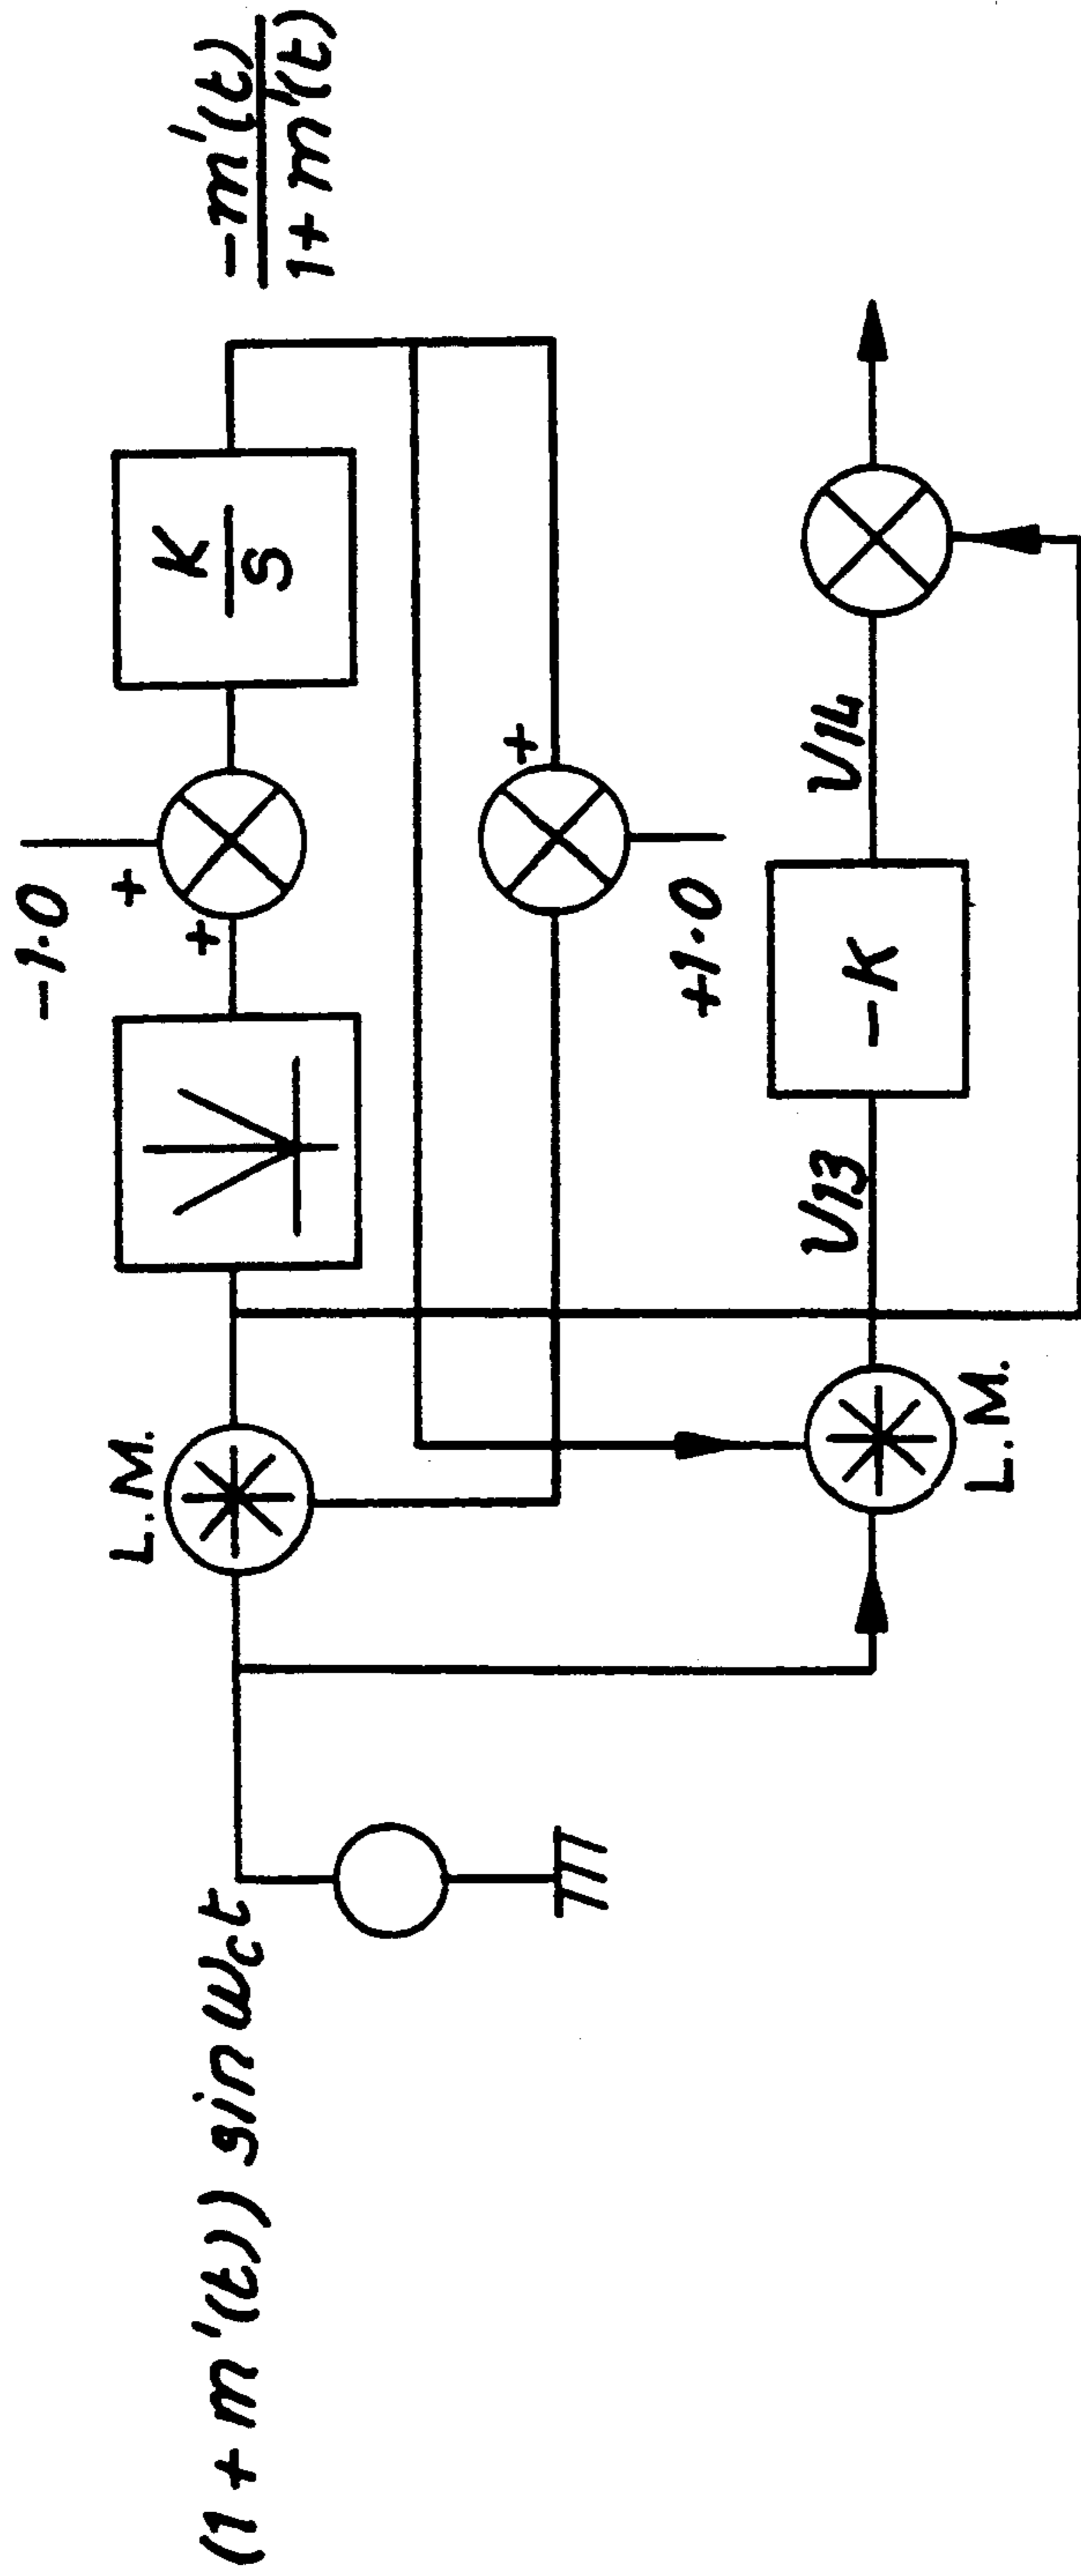 (1 + m'(t)) sin ωct
L.M.
-1.0
+
+
K
S
-m'(t)
1 + m'(t)
+
+1.0
L.M.
V13
-K
V14